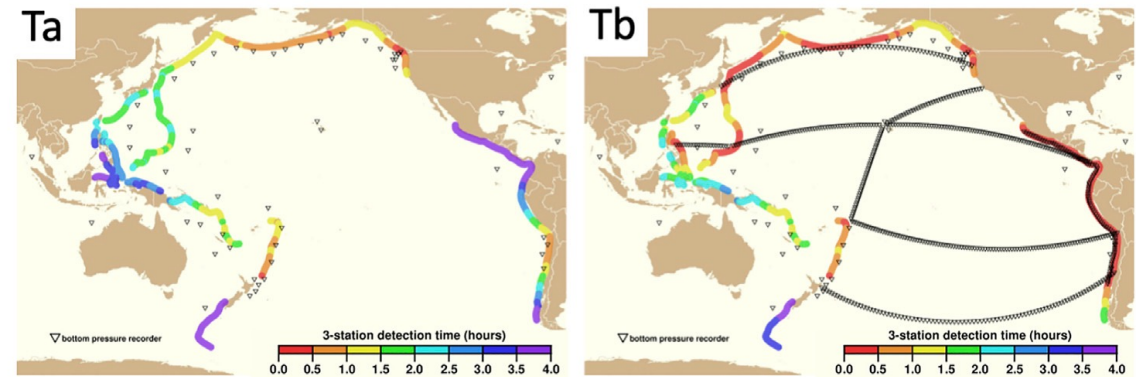 Ta
▽bottom pressure recorder
3-station detection time (hours)
0.0 0.5 1.0 1.5 2.0 2.5 3.0 3.5 4.0
Tb
▽bottom pressure recorder
3-station detection time (hours)
0.0 0.5 1.0 1.5 2.0 2.5 3.0 3.5 4.0